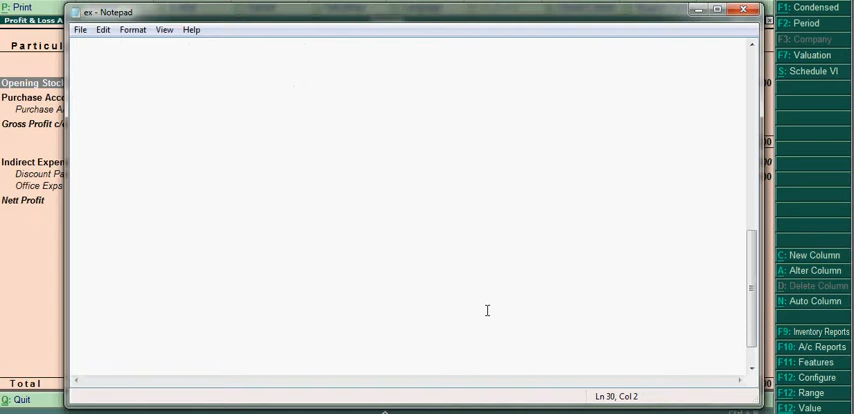 P: Print
Profit & Loss A
Particul
Opening Stock
Purchase Acco
Purchase A
Gross Profit c/
Indirect Expen
Discount Pa
Office Exps
Nett Profit
Total
Q: Quit
ex - Notepad
File Edit Format View Help
Ln 30, Col 2
F1: Condensed
F2: Period
F3: Company
F7: Valuation
S: Schedule VI
C: New Column
A: Alter Column
D: Delete Column
N: Auto Column
F9: Inventory Reports
F10: A/c Reports
F11: Features
F12: Configure
F12: Range
F12: Value